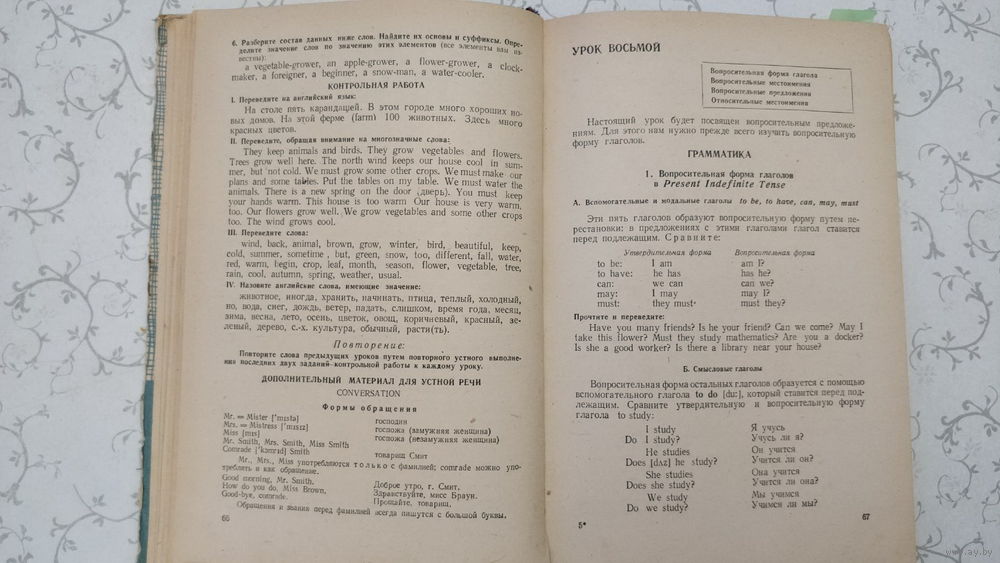 6. Разберите состав данных ниже слов. Найдите их основы и суффиксы. Опре-
делите значение слов по значению этих элементов (все элементы вам из-
вестны):
a vegetable-grower, an apple-grower, a flower-grower, a clock-
maker, a foreigner, a beginner, a snow-man, a water-cooler.
КОНТРОЛЬНАЯ РАБОТА
I. Переведите на английский язык:
На столе пять карандашей. В этом городе много хороших но-
вых домов. На этой ферме (farm) 100 животных. Здесь много
красных цветов.
II. Переведите, обращая внимание на многозначные слова:
They keep animals and birds. They grow vegetables and flowers.
Trees grow well here. The north wind keeps our house cool in sum-
mer, but not cold. We must grow some other crops. We must make our
plans and some tables. Put the tables on my table. We must water the
animals. There is a new spring on the door (дверь). You must keep
your hands warm. This house is too warm Our house is very warm,
too. Our flowers grow well. We grow vegetables and some other crops
too. The wind grows cool.
III. Переведите слова:
wind, back, animal, brown, grow, winter, bird, beautiful, keep,
cold, summer, sometime, but, green, snow, too, different, fall, water,
red, warm, begin, crop, leaf, month, season, flower, vegetable, tree,
rain, cool, autumn, spring, weather, usual.
IV. Назовите английские слова, имеющие значение:
животное, иногда, хранить, начинать, птица, теплый, холодный,
но, вода, снег, дождь, ветер, падать, слишком, время года, месяц,
зима, весна, лето, осень, цветок, овощ, коричневый, красный, зе-
леный, дерево, с.-х. культура, обычный, расти(ть).
Повторение:
Повторите слова предыдущих уроков путем повторного устного выполне-
ния последних двух заданий контрольной работы к каждому уроку.
ДОПОЛНИТЕЛЬНЫЙ МАТЕРИАЛ ДЛЯ УСТНОЙ РЕЧИ
CONVERSATION
Формы обращения
Mr. = Mister ['mıstə] господин
Mrs. = Mistress ['mısız] госпожа (замужняя женщина)
Miss [mıs] госпожа (незамужняя женщина)
Mr. Smith, Mrs. Smith, Miss Smith
Comrade ['kɔmrıd] Smith товарищ Смит
Mr., Mrs., Miss употребляются только с фамилией; comrade можно упо-
треблять и как обращение.
Good morning, Mr. Smith. Доброе утро, г. Смит.
How do you do, Miss Brown. Здравствуйте, мисс Браун.
Good-bye, comrade. Прощайте, товарищ.
Обращения и звания перед фамилией всегда пишутся с большой буквы.
66
УРОК ВОСЬМОЙ
Вопросительная форма глагола
Вопросительные местоимения
Вопросительные предложения
Относительные местоимения
Настоящий урок будет посвящен вопросительным предложе-
ниям. Для этого нам нужно прежде всего изучить вопросительную
форму глаголов.
ГРАММАТИКА
1. Вопросительная форма глаголов
в Present Indefinite Tense
А. Вспомогательные и модальные глаголы to be, to have, can, may, must
Эти пять глаголов образуют вопросительную форму путем пе-
рестановки: в предложениях с этими глаголами глагол ставится
перед подлежащим. Сравните:
Утвердительная форма Вопросительная форма
to be: I am am I?
to have: he has has he?
can: we can can we?
may: I may may I?
must: they must must they?
Прочтите и переведите:
Have you many friends? Is he your friend? Can we come? May I
take this flower? Must they study mathematics? Are you a docker?
Is she a good worker? Is there a library near your house?
Б. Смысловые глаголы
Вопросительная форма остальных глаголов образуется с помощью
вспомогательного глагола to do [du:], который ставится перед под-
лежащим. Сравните утвердительную и вопросительную форму
глагола to study:
I study Я учусь
Do I study? Учусь ли я?
He studies Он учится
Does [dʌz] he study? Учится ли он?
She studies Она учится
Does she study? Учится ли она?
We study Мы учимся
Do we study? Учимся ли мы?
5*
67
www.ay.by